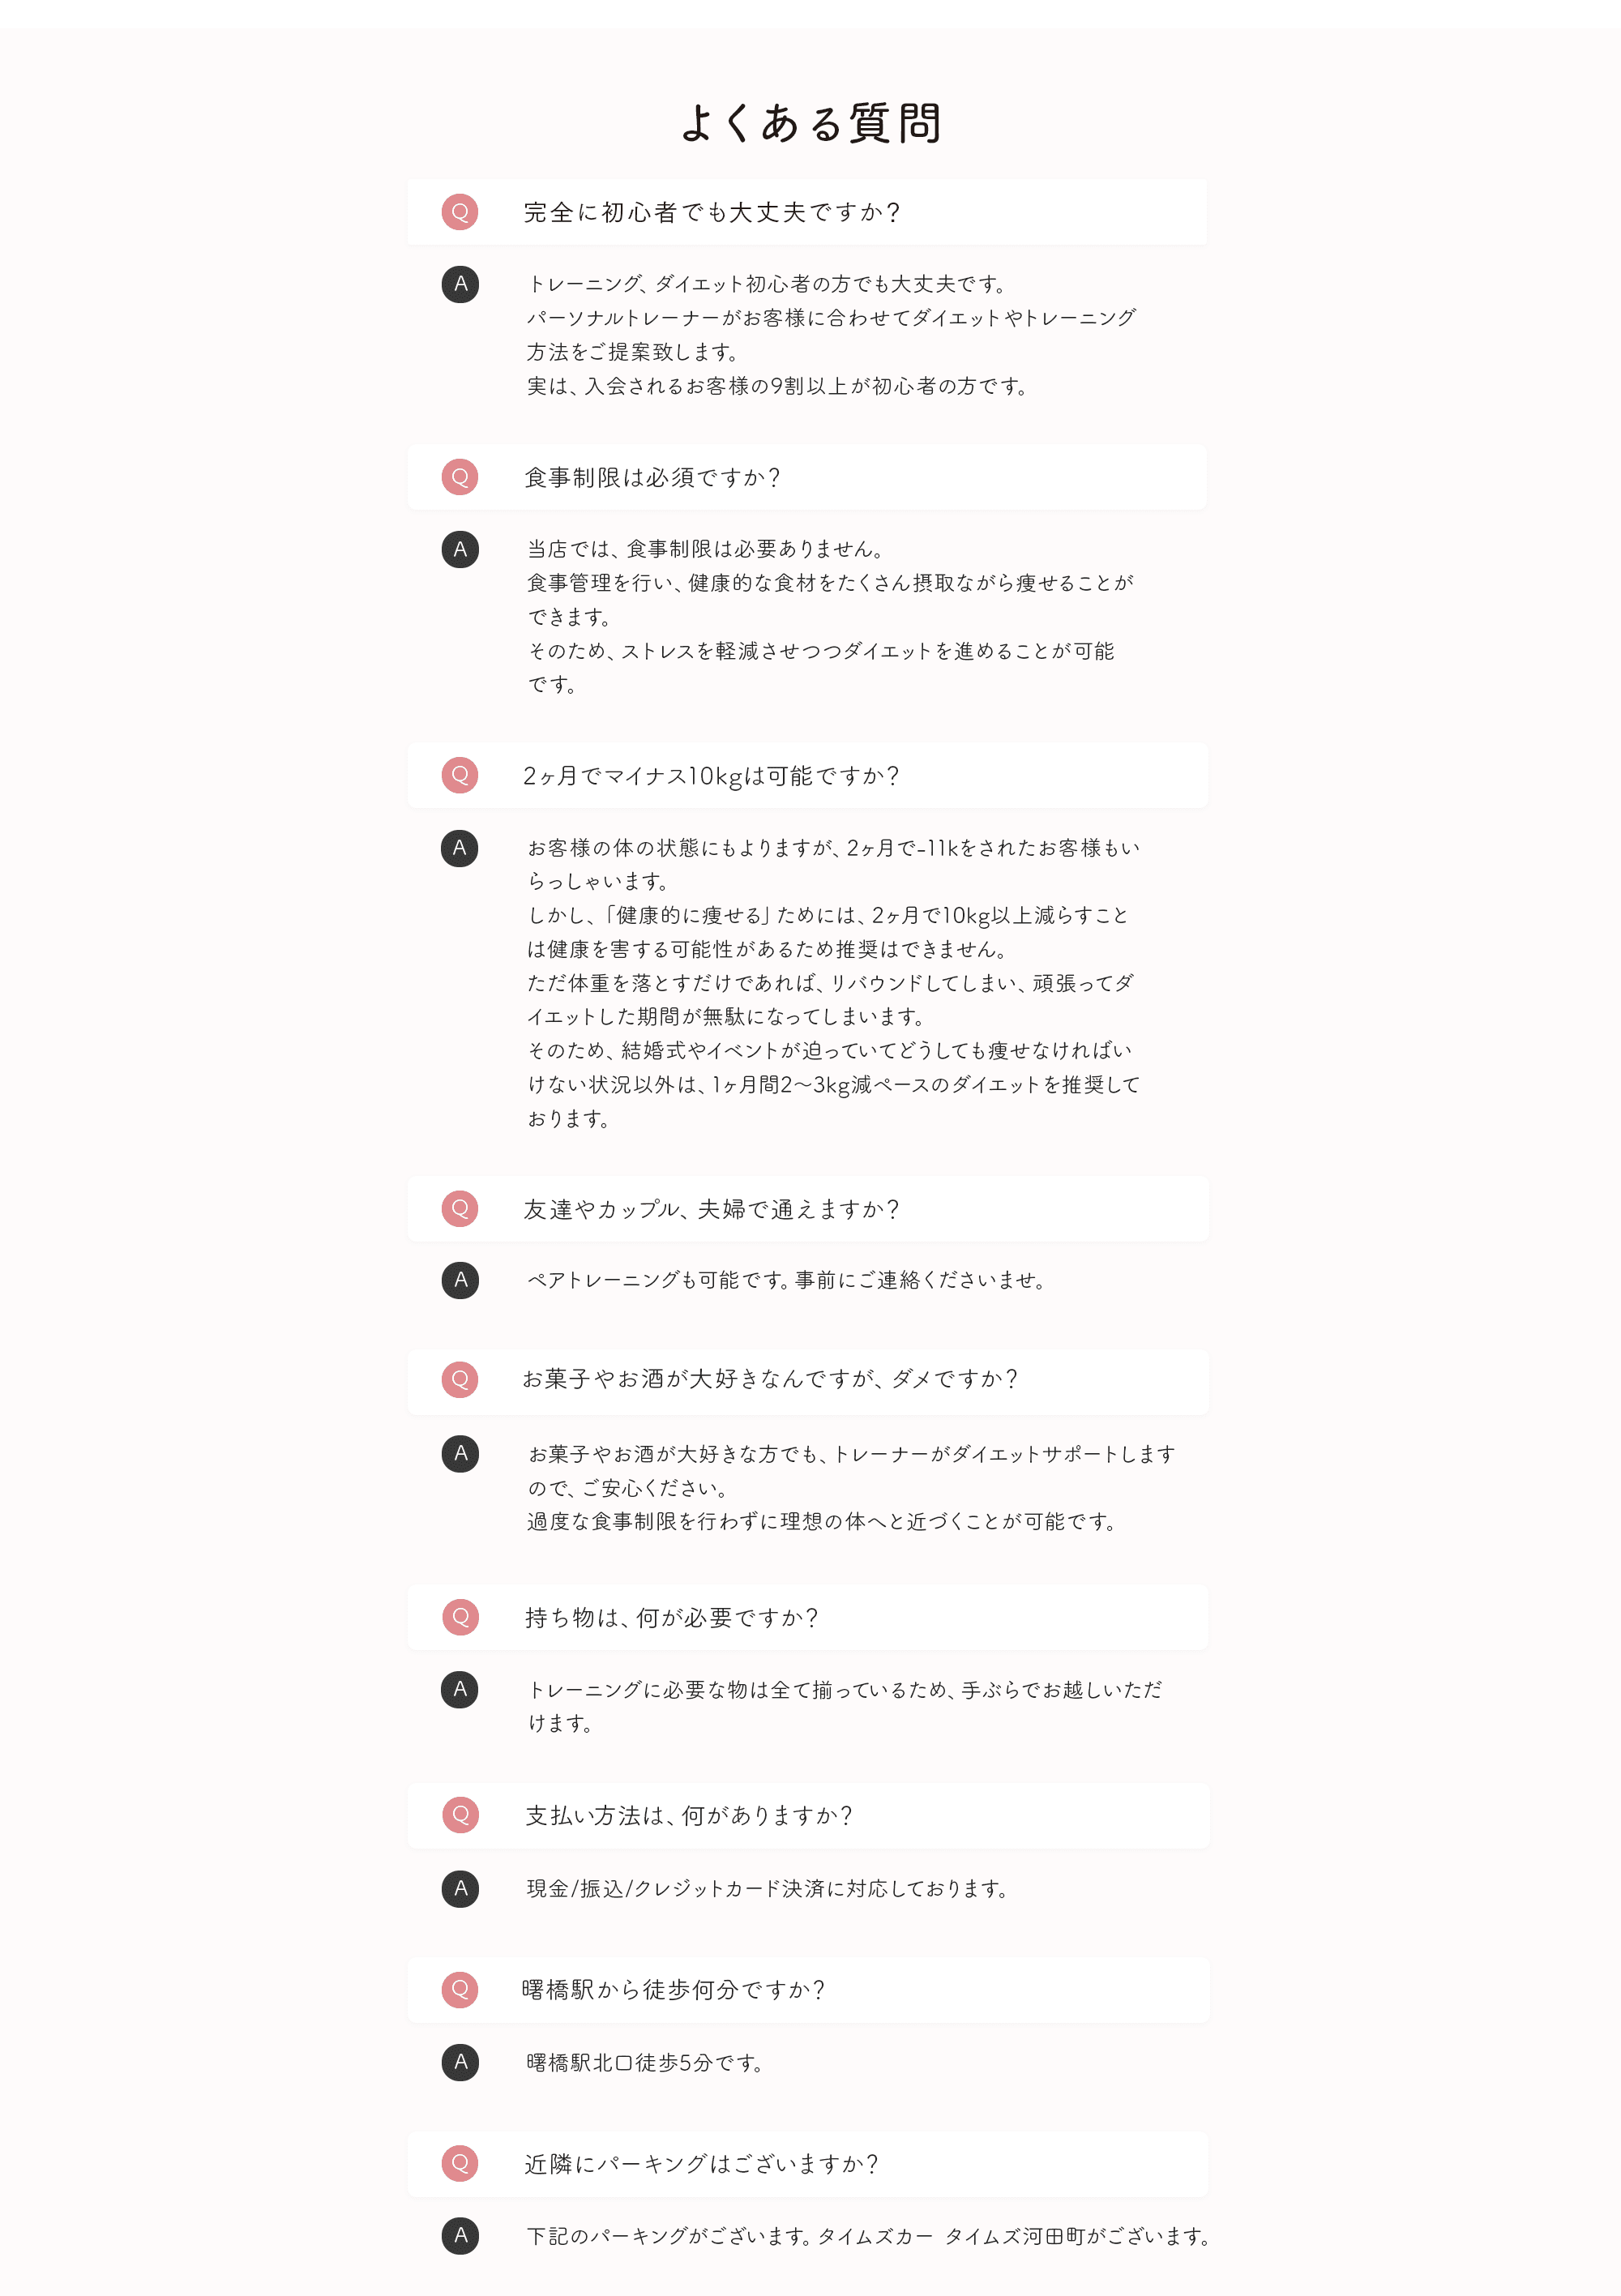 よくある質問
Q 完全に初心者でも大丈夫ですか？
A トレーニング、ダイエット初心者の方でも大丈夫です。
パーソナルトレーナーがお客様に合わせてダイエットやトレーニング
方法をご提案致します。
実は、入会されるお客様の9割以上が初心者の方です。
Q 食事制限は必須ですか？
A 当店では、食事制限は必要ありません。
食事管理を行い、健康的な食材をたくさん摂取ながら痩せることが
できます。
そのため、ストレスを軽減させつつダイエットを進めることが可能
です。
Q 2ヶ月でマイナス10kgは可能ですか？
A お客様の体の状態にもよりますが、2ヶ月で-11kをされたお客様もい
らっしゃいます。
しかし、「健康的に痩せる」ためには、2ヶ月で10kg以上減らすこと
は健康を害する可能性があるため推奨はできません。
ただ体重を落とすだけであれば、リバウンドしてしまい、頑張ってダ
イエットした期間が無駄になってしまいます。
そのため、結婚式やイベントが迫っていてどうしても痩せなければい
けない状況以外は、1ヶ月間2〜3kg減ペースのダイエットを推奨して
おります。
Q 友達やカップル、夫婦で通えますか？
A ペアトレーニングも可能です。事前にご連絡くださいませ。
Q お菓子やお酒が大好きなんですが、ダメですか？
A お菓子やお酒が大好きな方でも、トレーナーがダイエットサポートします
ので、ご安心ください。
過度な食事制限を行わずに理想の体へと近づくことが可能です。
Q 持ち物は、何が必要ですか？
A トレーニングに必要な物は全て揃っているため、手ぶらでお越しいただ
けます。
Q 支払い方法は、何がありますか？
A 現金/振込/クレジットカード決済に対応しております。
Q 曙橋駅から徒歩何分ですか？
A 曙橋駅北口徒歩5分です。
Q 近隣にパーキングはございますか？
A 下記のパーキングがございます。タイムズカー タイムズ河田町がございます。